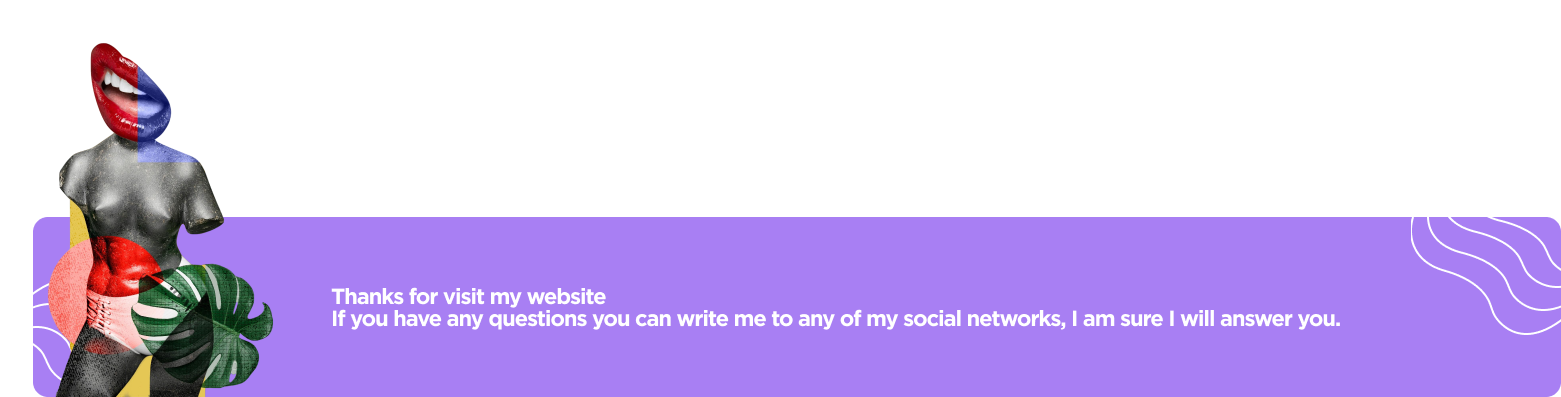 Thanks for visit my website
If you have any questions you can write me to any of my social networks, I am sure I will answer you.